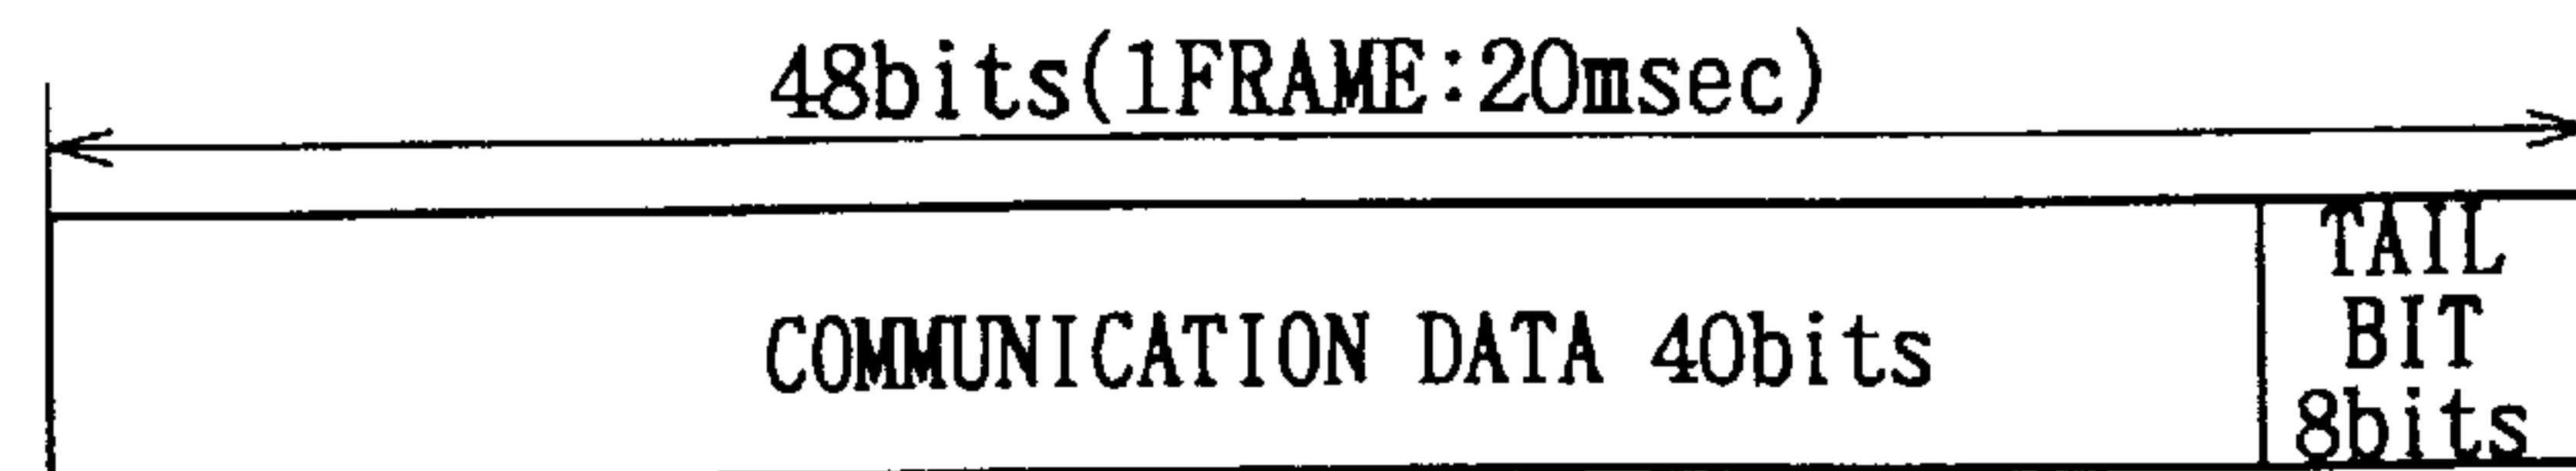 48bits(1FRAME:20msec)
COMMUNICATION DATA 40bits
TAIL
BIT
8bits